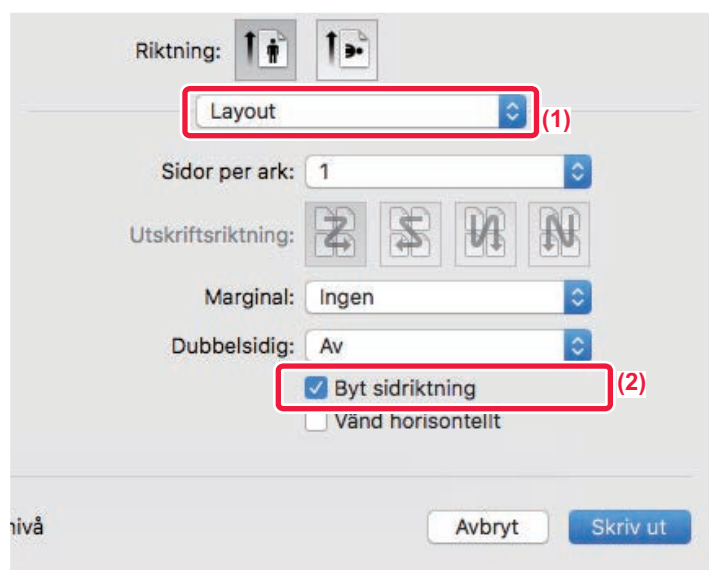 Riktning:
Layout
(1)
Sidor per ark: 1
Utskriftsriktning:
Marginal: Ingen
Dubbelsidig: Av
Byt sidriktning
(2)
Vänd horisontellt
nivå
Avbryt Skriv ut